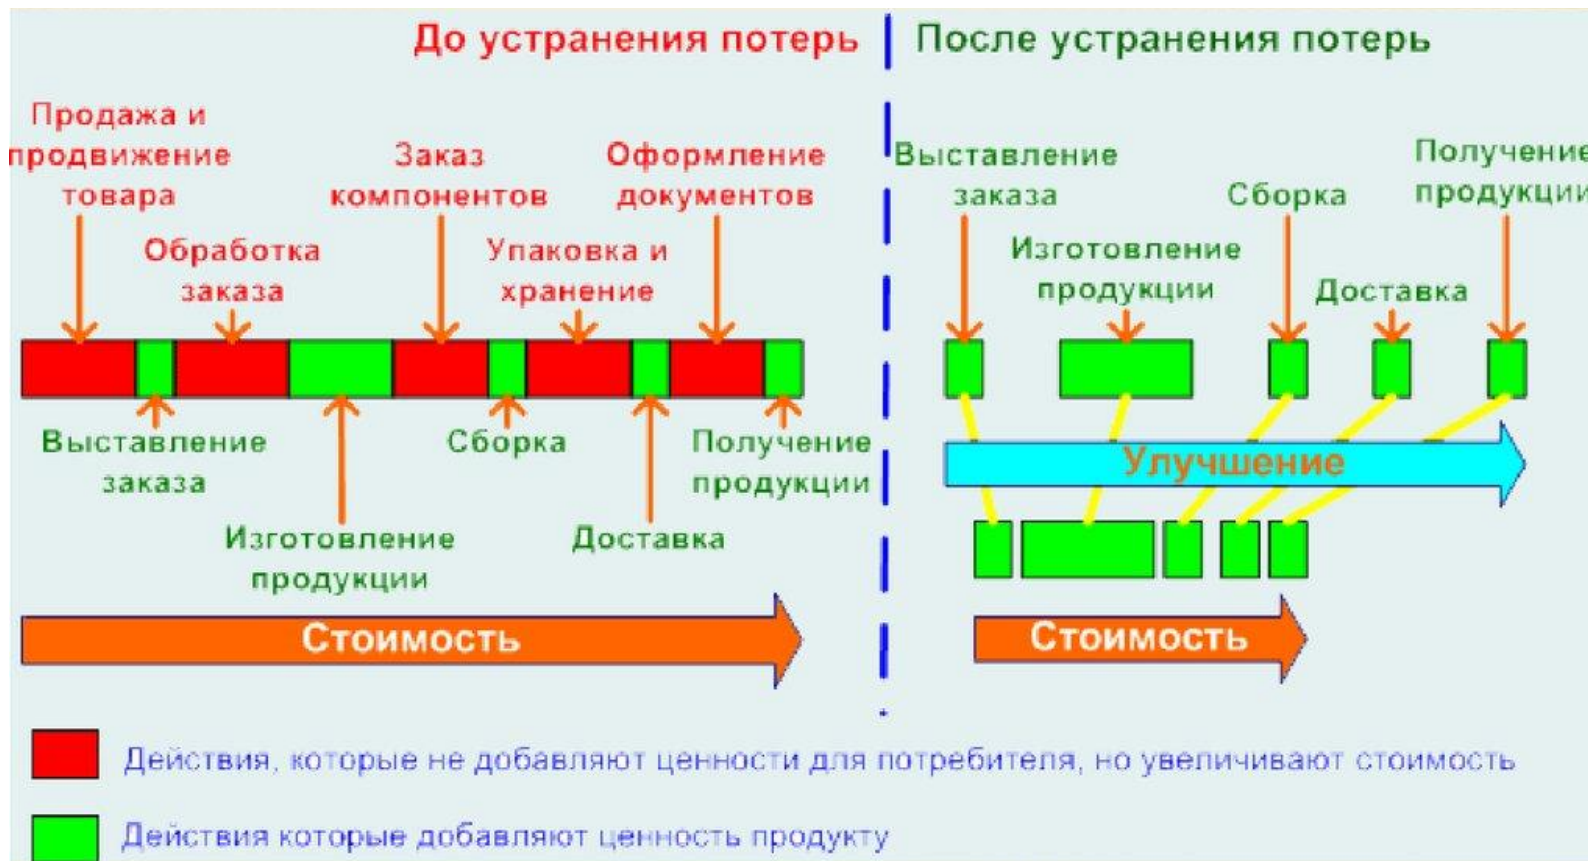 До устранения потерь
Продажа и
продвижение
товара
Заказ
компонентов
Оформление
документов
Обработка
заказа
Упаковка и
хранение
Выставление
заказа
Сборка
Получение
продукции
Изготовление
продукции
Доставка
Стоимость
После устранения потерь
Выставление
заказа
Сборка
Получение
продукции
Изготовление
продукции
Доставка
Улучшение
Стоимость
Действия, которые не добавляют ценности для потребителя, но увеличивают стоимость
Действия которые добавляют ценность продукту